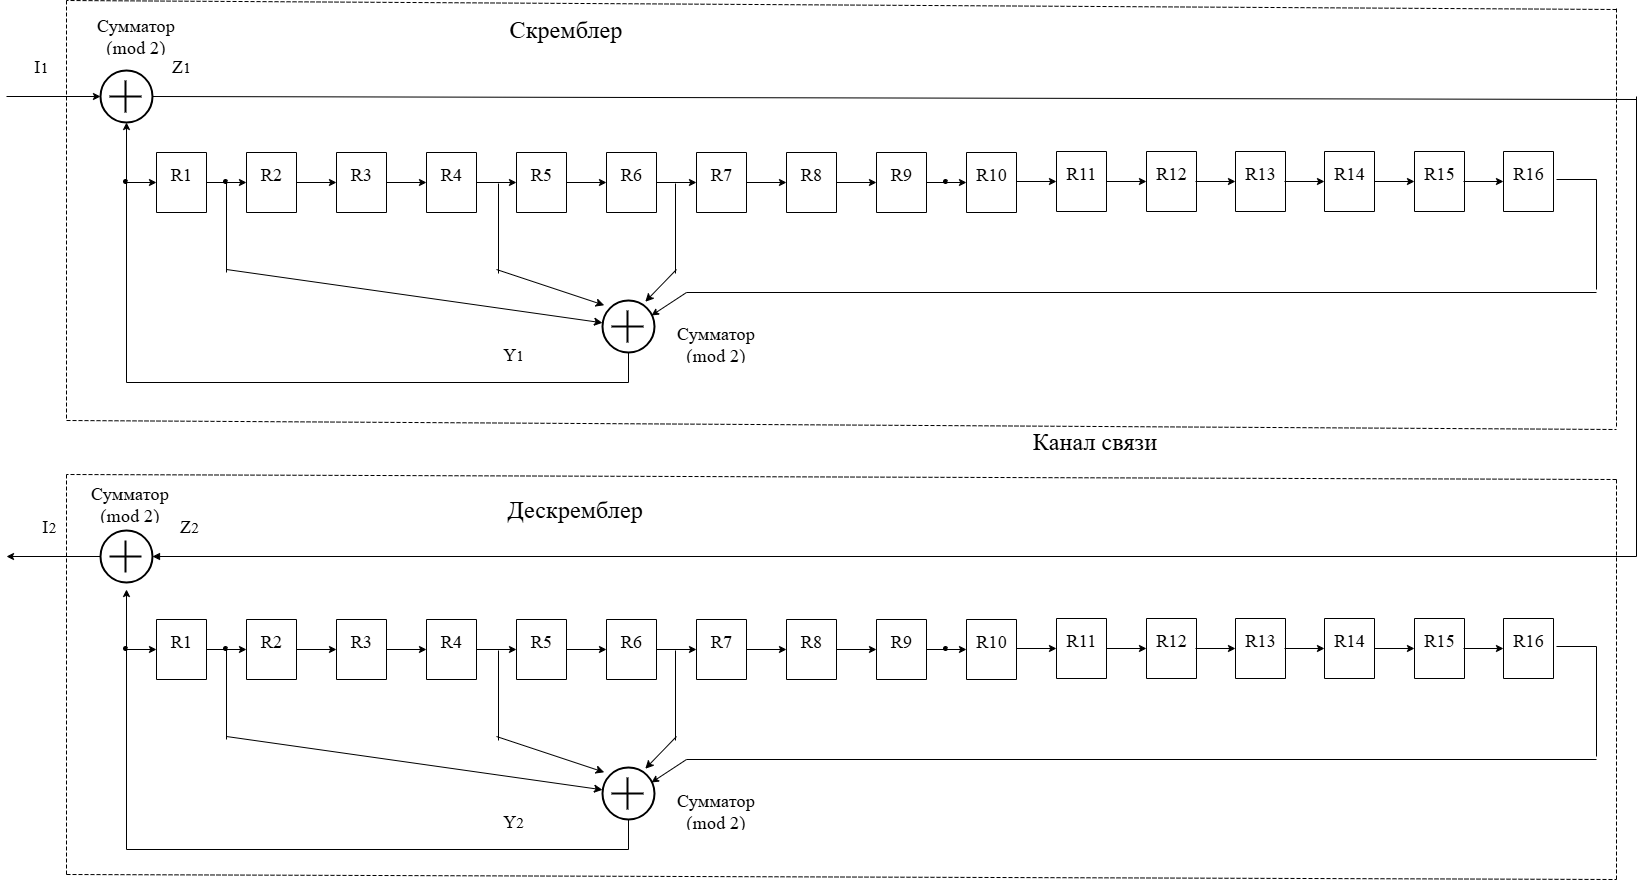 Скремблер
Сумматор
(mod 2)
I1
Z1
R1 R2 R3 R4 R5 R6 R7 R8 R9 R10 R11 R12 R13 R14 R15 R16
Сумматор
(mod 2)
Y1
Канал связи
Дескремблер
Сумматор
(mod 2)
I2
Z2
R1 R2 R3 R4 R5 R6 R7 R8 R9 R10 R11 R12 R13 R14 R15 R16
Сумматор
(mod 2)
Y2